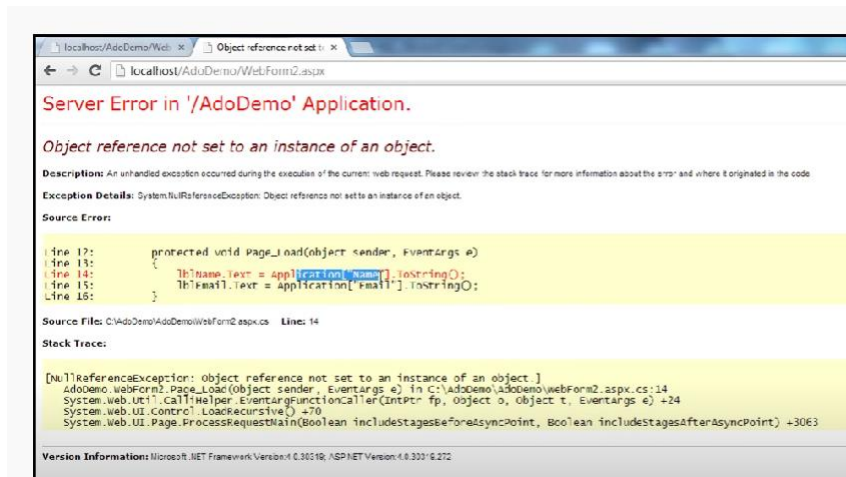 localhost/AdoDemo/Web × Object reference not set t ×
localhost/AdoDemo/WebForm2.aspx
Server Error in '/AdoDemo' Application.
Object reference not set to an instance of an object.
Description: An unhandled exception occurred during the execution of the current web request. Please review the stack trace for more information about the error and where it originated in the code
Exception Details: System.NullReferenceException: Object reference not set to an instance of an object.
Source Error:
Line 12: protected void Page_Load(object sender, EventArgs e)
Line 13: {
Line 14: lblName.Text = Application["Name"].ToString();
Line 15: lblEmail.Text = Application["Email"].ToString();
Line 16: }
Source File: C:\AdoDemo\AdoDemo\WebForm2.aspx.cs Line: 14
Stack Trace:
[NullReferenceException: Object reference not set to an instance of an object.]
AdoDemo.WebForm2.Page_Load(Object sender, EventArgs e) in C:\AdoDemo\AdoDemo\WebForm2.aspx.cs:14
System.Web.Util.CalliHelper.EventArgFunctionCaller(IntPtr fp, Object o, Object t, EventArgs e) +24
System.Web.UI.Control.LoadRecursive() +70
System.Web.UI.Page.ProcessRequestMain(Boolean includeStagesBeforeAsyncPoint, Boolean includeStagesAfterAsyncPoint) +3063
Version Information: Microsoft .NET Framework Version:4.0.30319; ASP.NET Version:4.0.30319.272